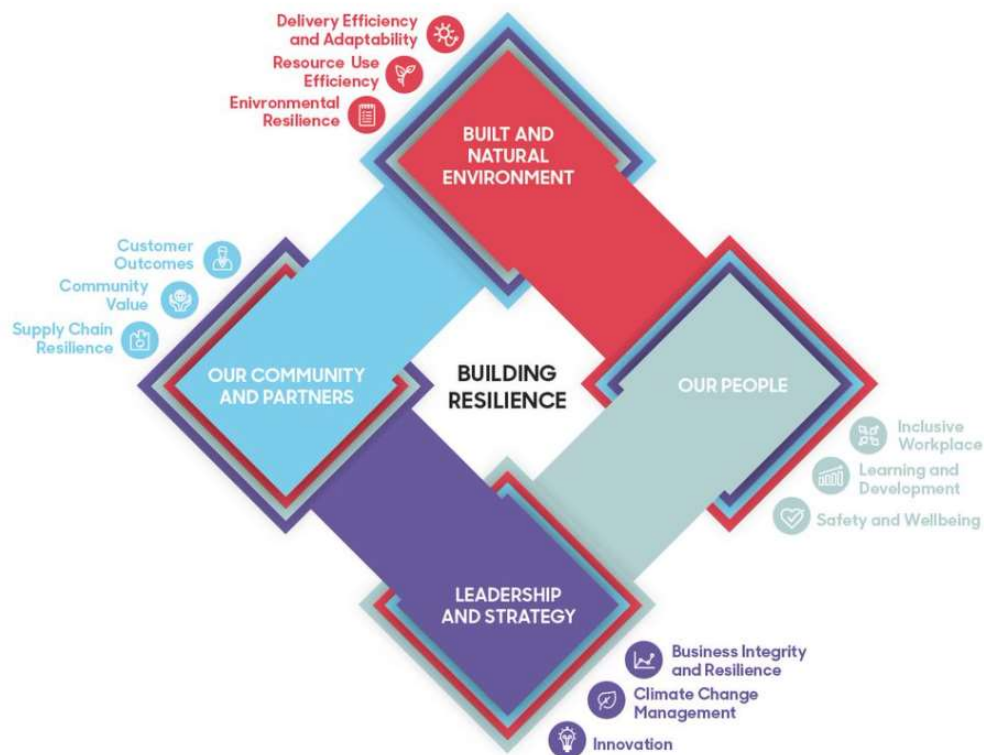 Delivery Efficiency
and Adaptability
Resource Use
Efficiency
Enivronmental
Resilience
BUILT AND
NATURAL
ENVIRONMENT
Customer
Outcomes
Community
Value
Supply Chain
Resilience
OUR COMMUNITY
AND PARTNERS
BUILDING
RESILIENCE
OUR PEOPLE
Inclusive
Workplace
Learning and
Development
Safety and Wellbeing
LEADERSHIP
AND STRATEGY
Business Integrity
and Resilience
Climate Change
Management
Innovation